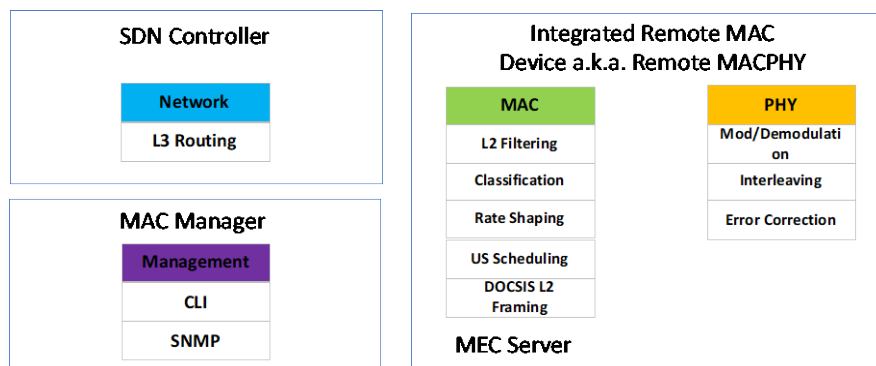 SDN Controller
Network
L3 Routing
MAC Manager
Management
CLI
SNMP
Integrated Remote MAC
Device a.k.a. Remote MACPHY
MAC
L2 Filtering
Classification
Rate Shaping
US Scheduling
DOCSIS L2
Framing
PHY
Mod/Demodulati
on
Interleaving
Error Correction
MEC Server